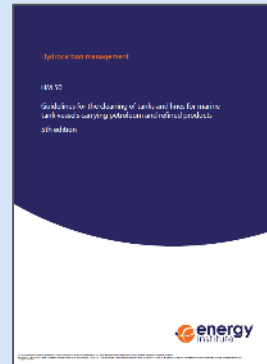 Hydrocarbon management
HM 50
Guidelines for the cleaning of tanks and lines for marine
tank vessels carrying petroleum and refined products
5th edition
energy
institute